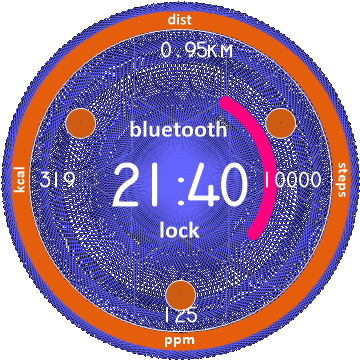 dist
0.95KM
bluetooth
kcal
319
21:40
10000
steps
lock
125
ppm